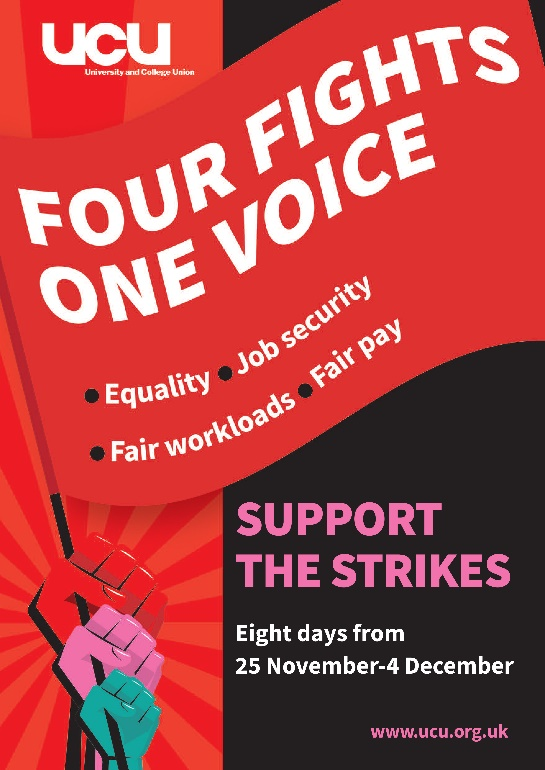 UCU
University and College Union
FOUR FIGHTS
ONE VOICE
• Equality • Job security
• Fair workloads • Fair pay
SUPPORT
THE STRIKES
Eight days from
25 November-4 December
www.ucu.org.uk